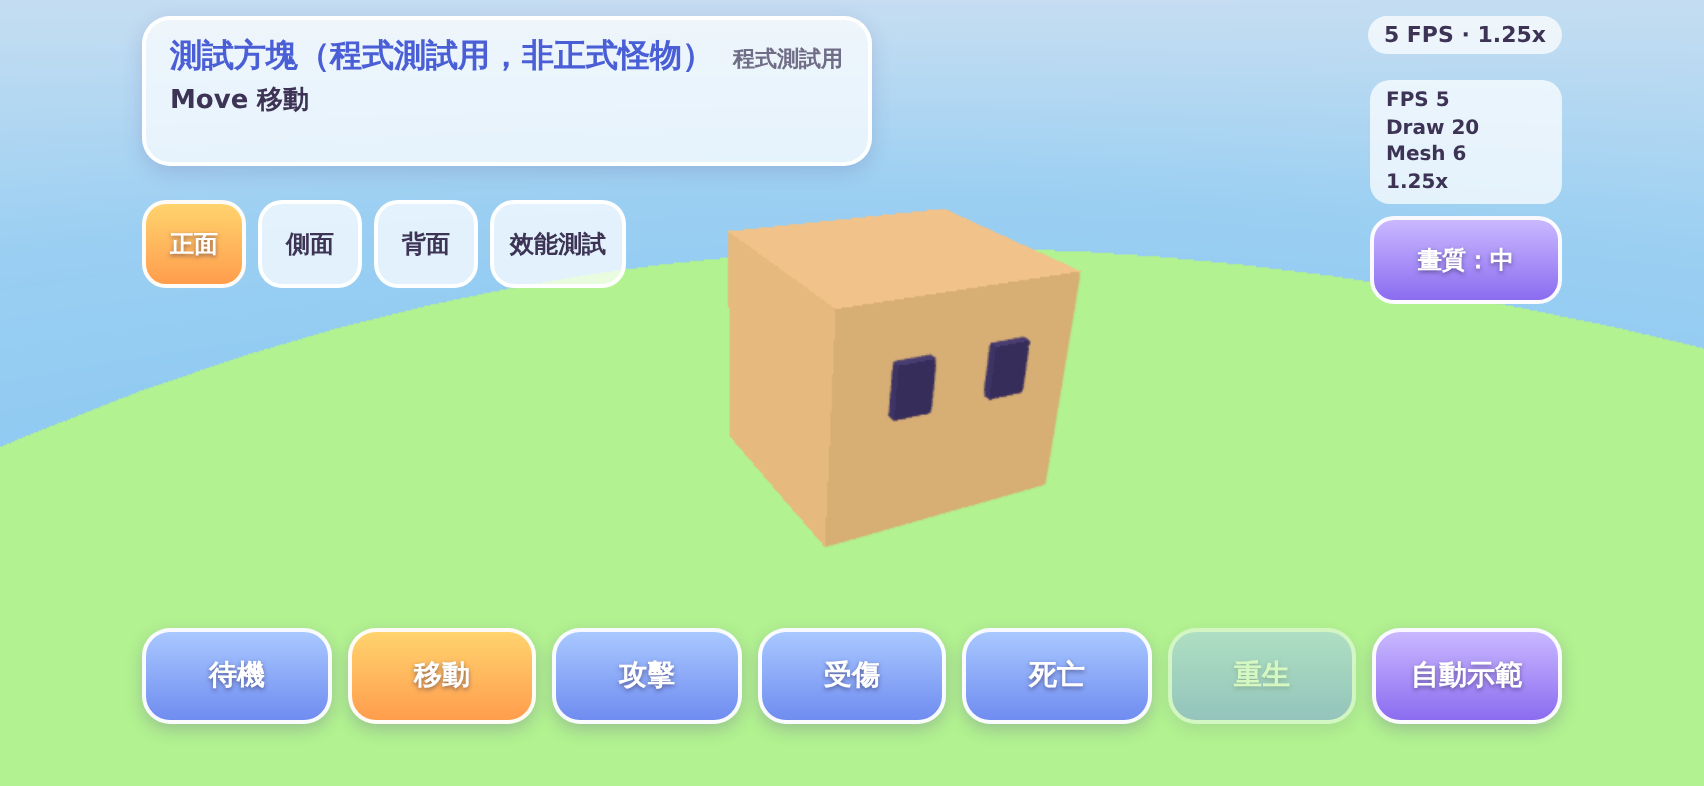 測試方塊（程式測試用，非正式怪物） 程式測試用
Move 移動
5 FPS · 1.25x
FPS 5
Draw 20
Mesh 6
1.25x
正面
側面
背面
效能測試
畫質：中
待機
移動
攻擊
受傷
死亡
重生
自動示範